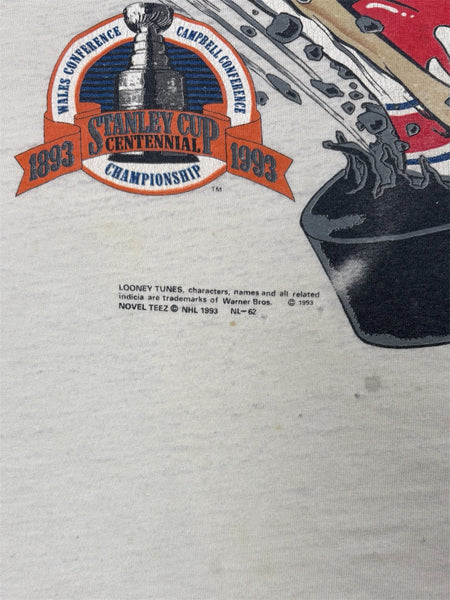 WALES CONFERENCE
CAMPBELL CONFERENCE
STANLEY CUP
CENTENNIAL
1893 1993
CHAMPIONSHIP
TM
LOONEY TUNES, characters, names and all related
indicia are trademarks of Warner Bros. © 1993
NOVEL TEEZ © NHL 1993 NL-62